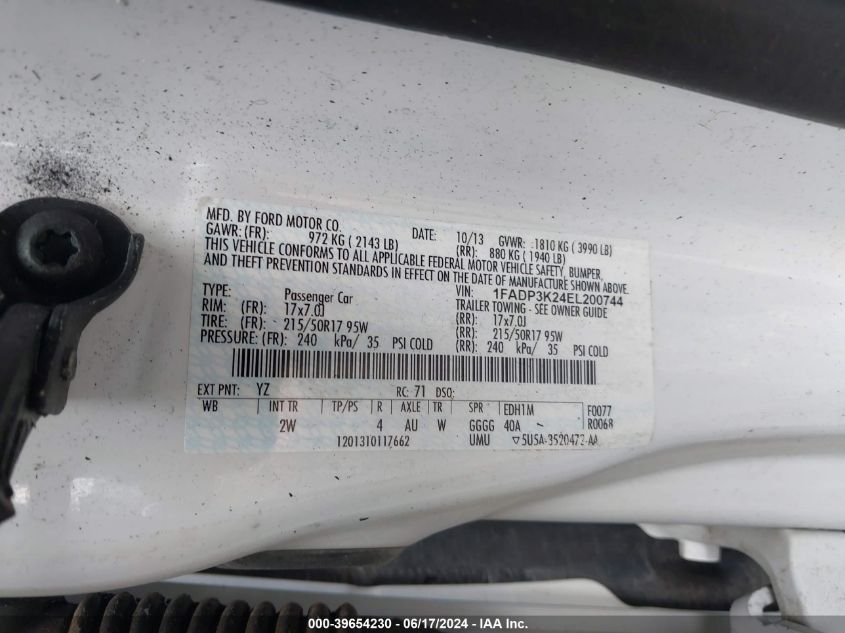 MFD. BY FORD MOTOR CO.
DATE: 10/13 GVWR: 1810 KG ( 3990 LB)
GAWR:(FR): 972 KG ( 2143 LB) (RR): 880 KG ( 1940 LB)
THIS VEHICLE CONFORMS TO ALL APPLICABLE FEDERAL MOTOR VEHICLE SAFETY, BUMPER,
AND THEFT PREVENTION STANDARDS IN EFFECT ON THE DATE OF MANUFACTURE SHOWN ABOVE.
VIN: 1FADP3K24EL200744
TYPE: Passenger Car TRAILER TOWING - SEE OWNER GUIDE
RIM: (FR): 17x7.0J (RR): 17x7.0J
TIRE: (FR): 215/50R17 95W (RR): 215/50R17 95W
PRESSURE: (FR): 240 kPa/ 35 PSI COLD (RR): 240 kPa/ 35 PSI COLD
EXT PNT: YZ RC: 71 DSO:
WB INT TR TP/PS R AXLE TR SPR EDH1M F0077
2W 4 AU W GGGG 40A R0068
1201310117662 UMU ▽5U5A-3520472-AA
000-39654230 - 06/17/2024 - WWW.IAAI.COM